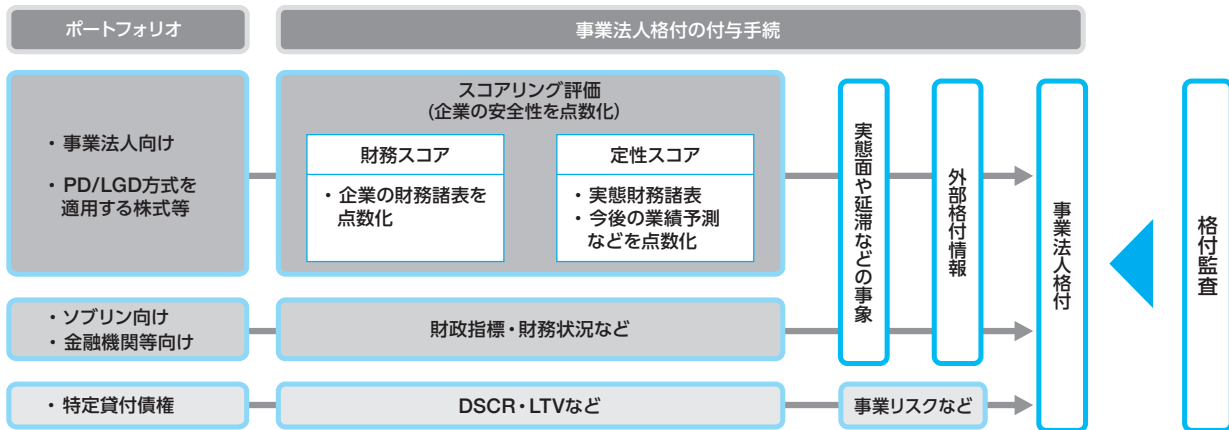 ポートフォリオ
事業法人格付の付与手続
・事業法人向け
・PD/LGD方式を
適用する株式等
スコアリング評価
(企業の安全性を点数化)
財務スコア
・企業の財務諸表を
点数化
定性スコア
・実態財務諸表
・今後の業績予測
などを点数化
実態面や延滞などの事象
外部格付情報
事業法人格付
格付監査
・ソブリン向け
・金融機関等向け
財政指標・財務状況など
・特定貸付債権
DSCR・LTVなど
事業リスクなど